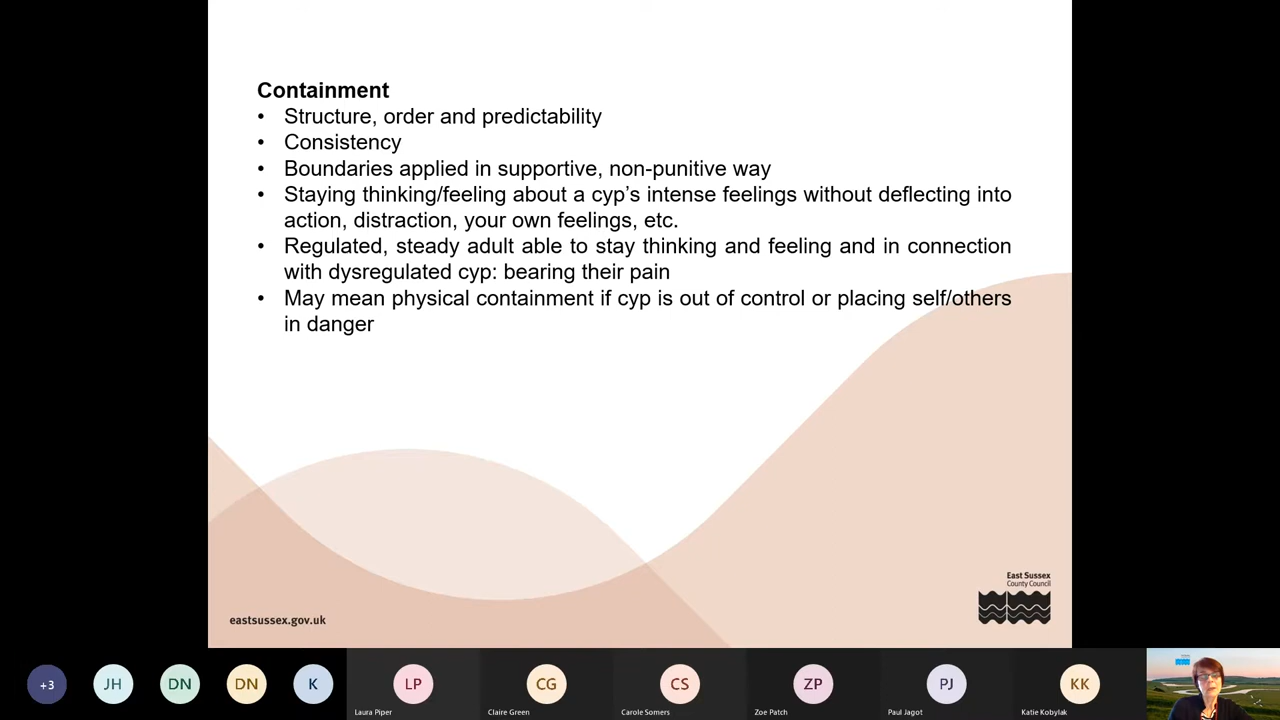 Containment
• Structure, order and predictability
• Consistency
• Boundaries applied in supportive, non-punitive way
• Staying thinking/feeling about a cyp’s intense feelings without deflecting into
action, distraction, your own feelings, etc.
• Regulated, steady adult able to stay thinking and feeling and in connection
with dysregulated cyp: bearing their pain
• May mean physical containment if cyp is out of control or placing self/others
in danger
East Sussex
County Council
eastsussex.gov.uk
+3 JH DN DN K LP CG CS ZP PJ KK
Laura Piper Claire Green Carole Somers Zoe Patch Paul Jagot Katie Kobylak